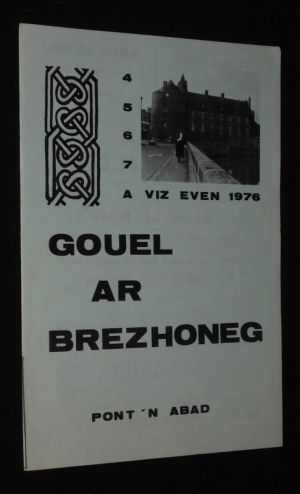 4
5
6
7
A VIZ EVEN 1976
GOUEL
AR
BREZHONEG
PONT 'N ABAD